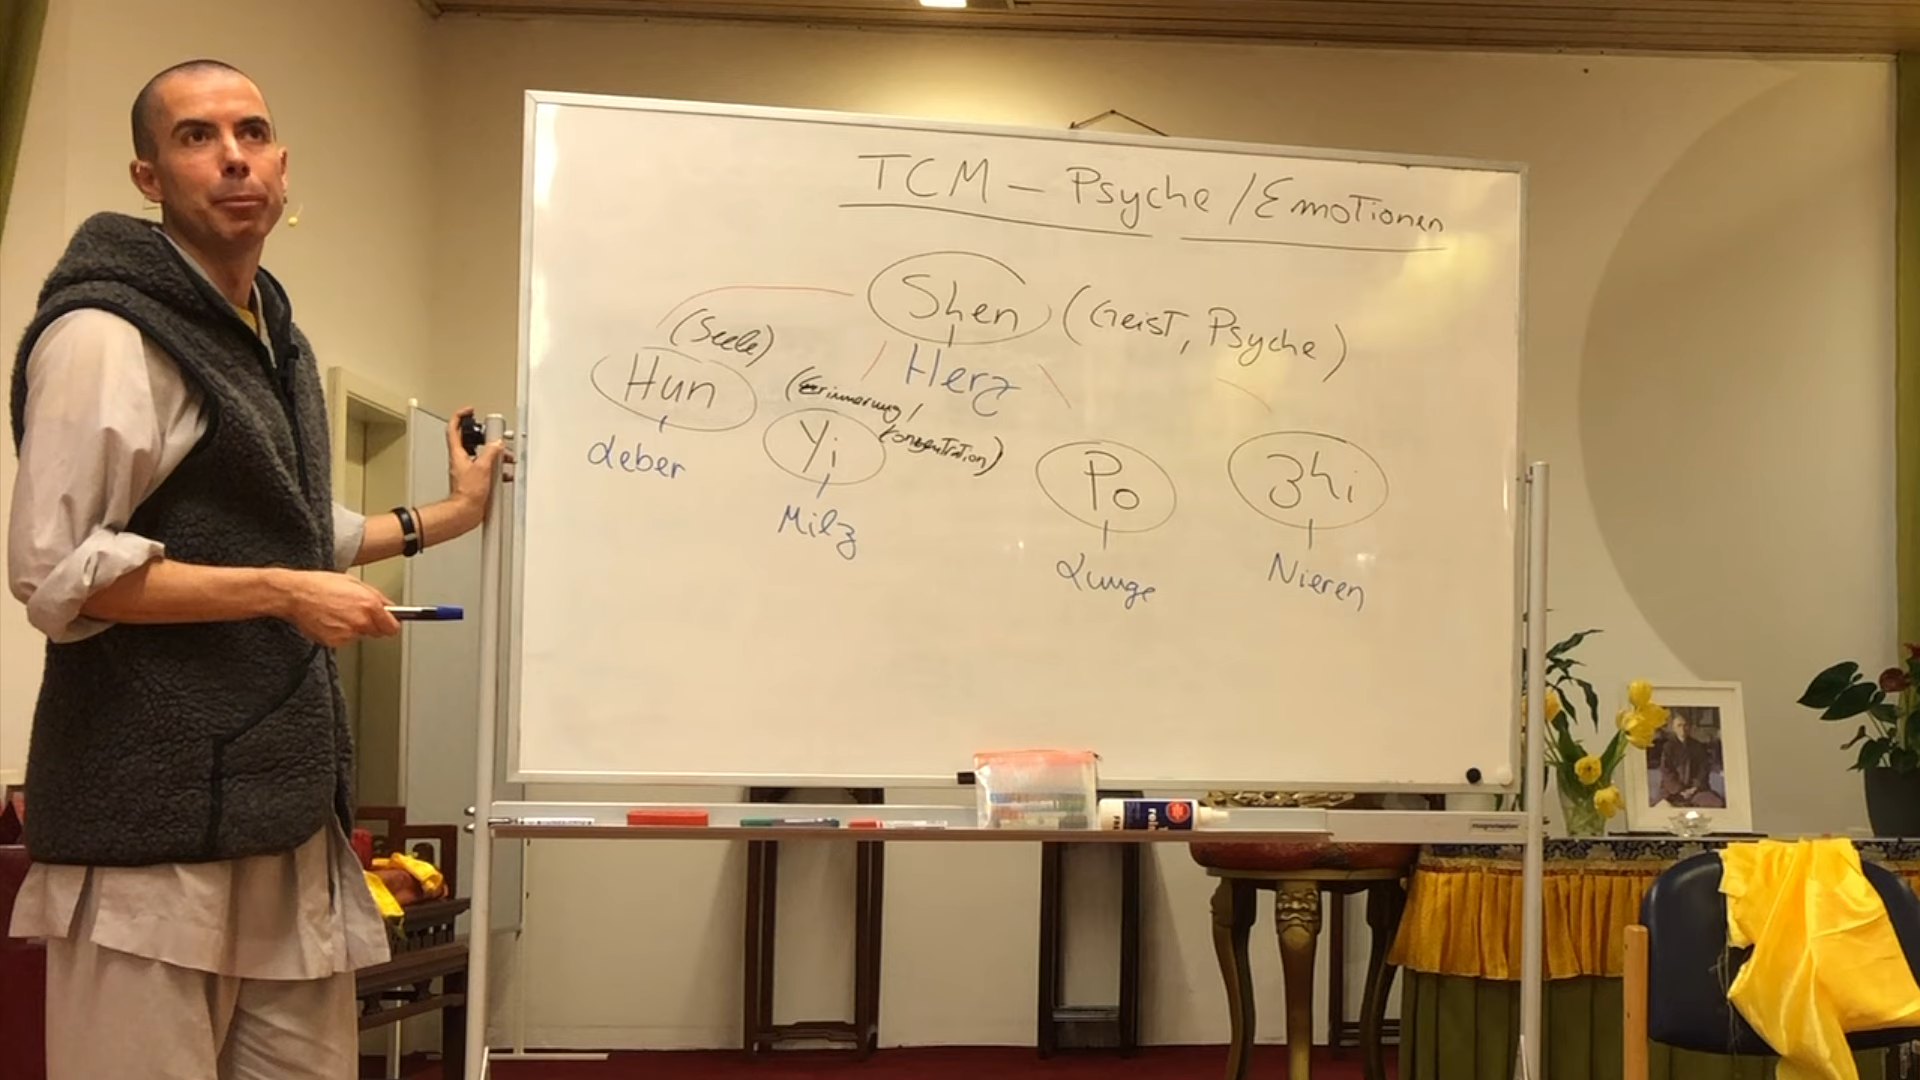 TCM - Psyche / Emotionen
Shen (Geist, Psyche)
Herz
(Seele)
Hun
Leber
(Erinnerung /
Konzentration)
Yi
Milz
Po
Lunge
Zhi
Nieren